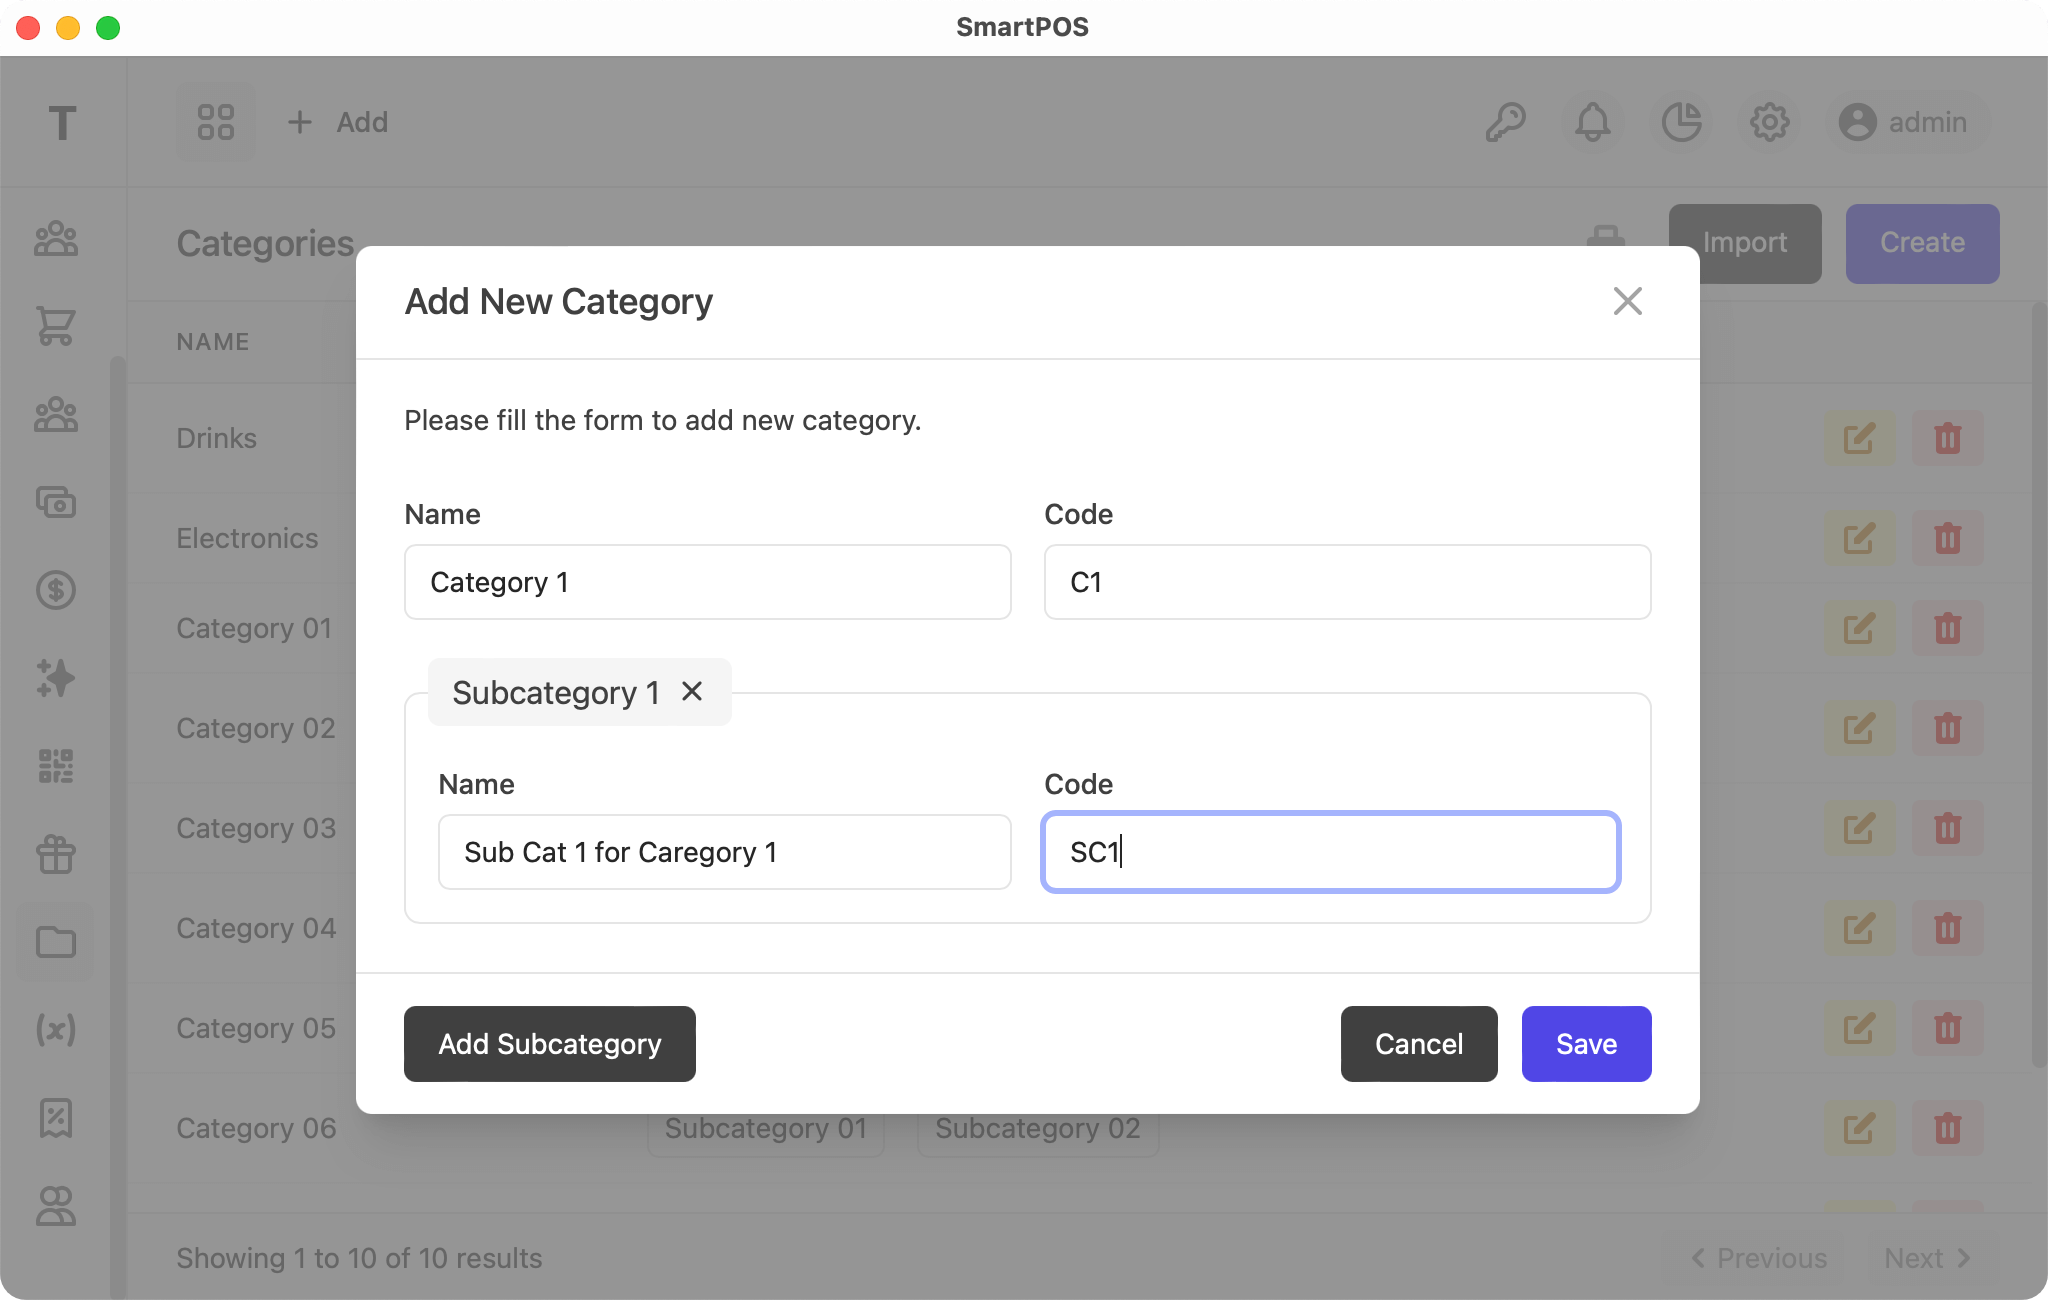 SmartPOS
T
Add
admin
Categories
Import
Create
NAME
Drinks
Electronics
Category 01
Category 02
Category 03
Category 04
Category 05
Category 06
Subcategory 01
Subcategory 02
Showing 1 to 10 of 10 results
Previous
Next
Add New Category
Please fill the form to add new category.
Name
Code
Category 1
C1
Subcategory 1
Name
Code
Sub Cat 1 for Caregory 1
SC1
Add Subcategory
Cancel
Save